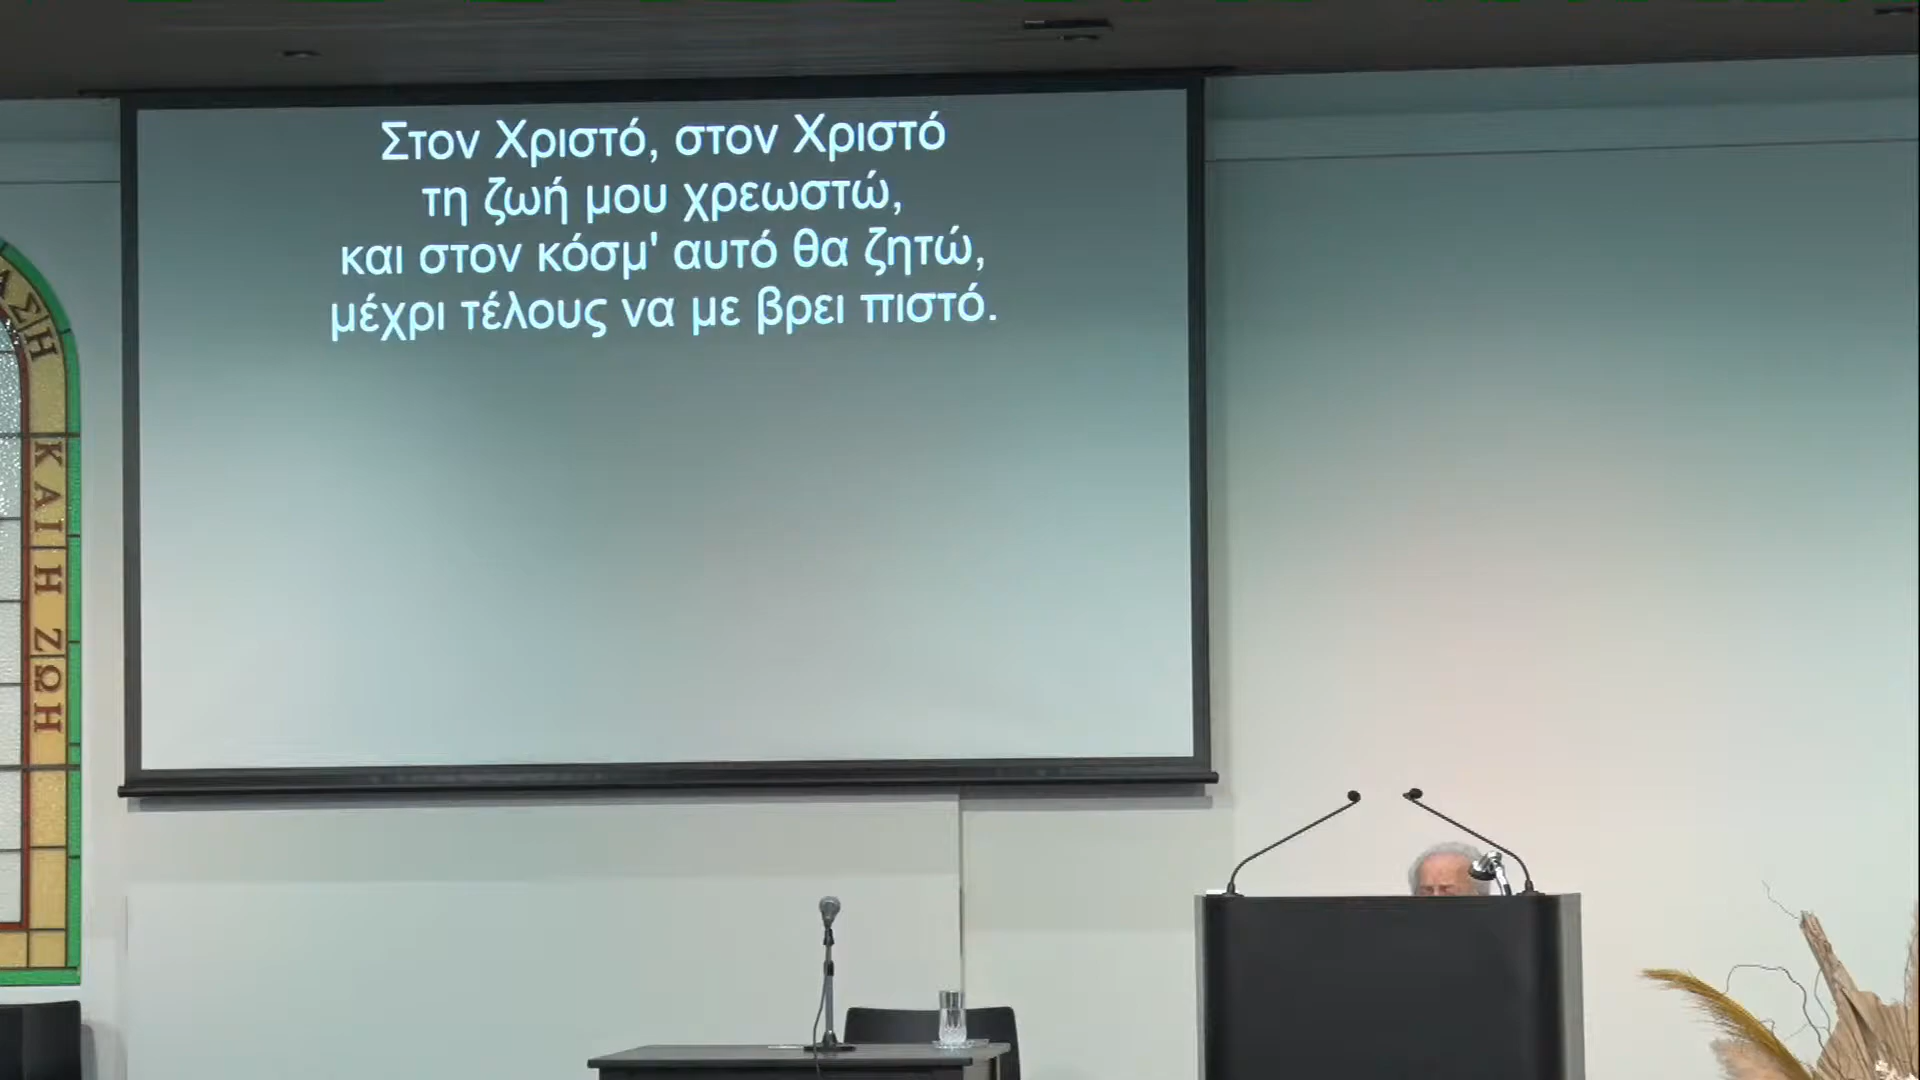 Στον Χριστό, στον Χριστό
τη ζωή μου χρεωστώ,
και στον κόσμ' αυτό θα ζητώ,
μέχρι τέλους να με βρει πιστό.
ΑΣΗ ΚΑΙ Η ΖΩΗ